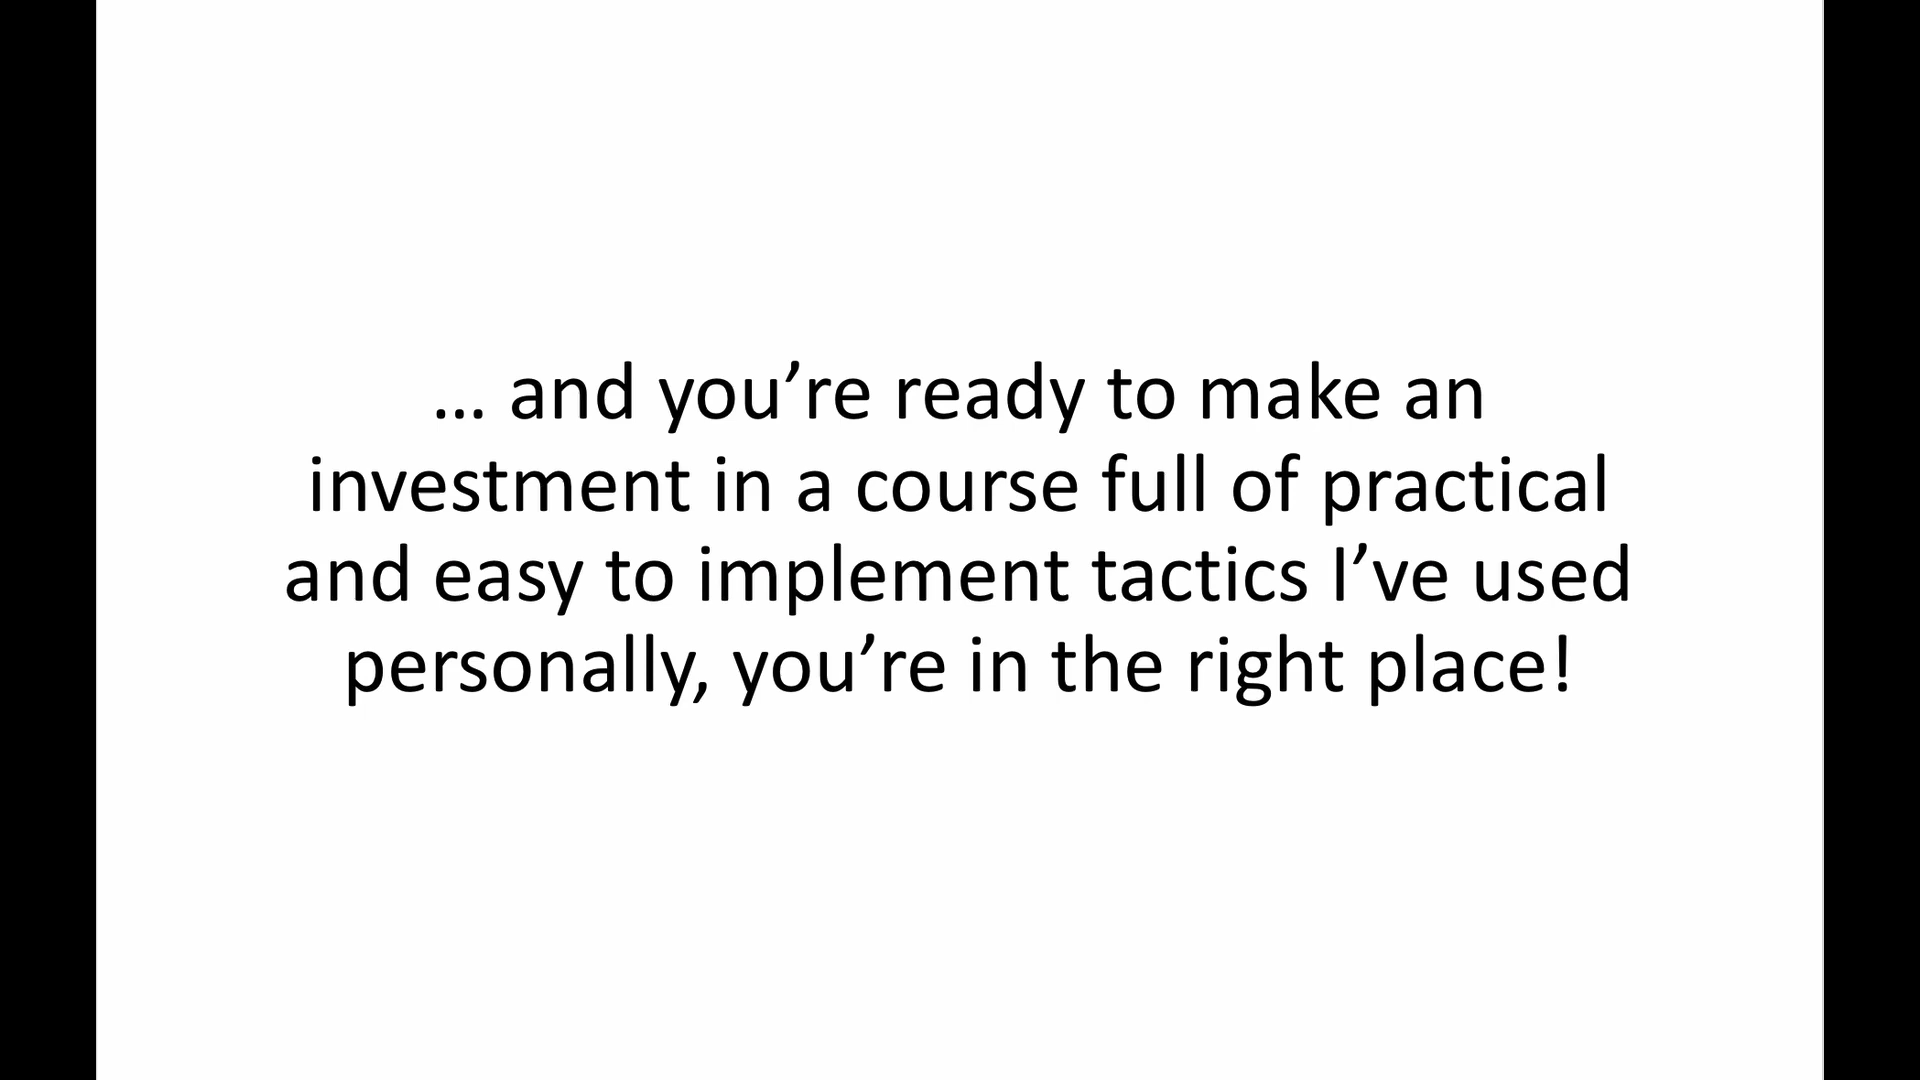 … and you’re ready to make an
investment in a course full of practical
and easy to implement tactics I’ve used
personally, you’re in the right place!